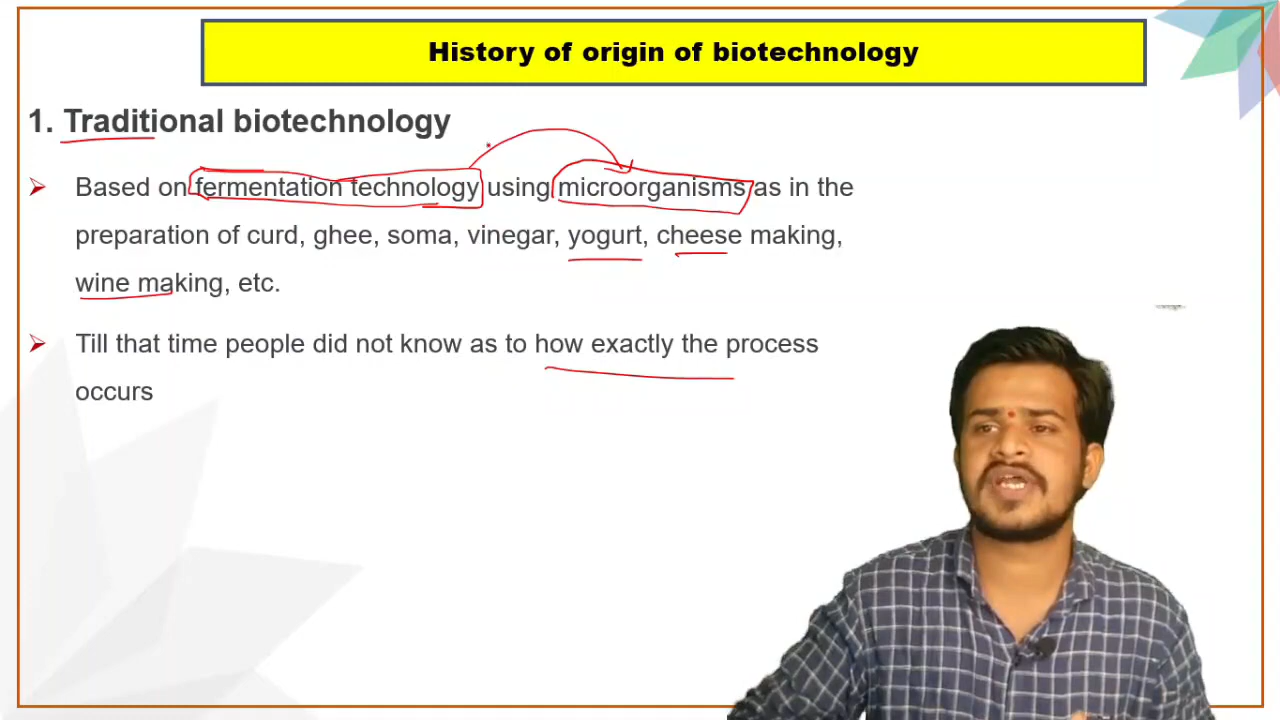 History of origin of biotechnology
1. Traditional biotechnology
Based on fermentation technology using microorganisms as in the
preparation of curd, ghee, soma, vinegar, yogurt, cheese making,
wine making, etc.
Till that time people did not know as to how exactly the process
occurs